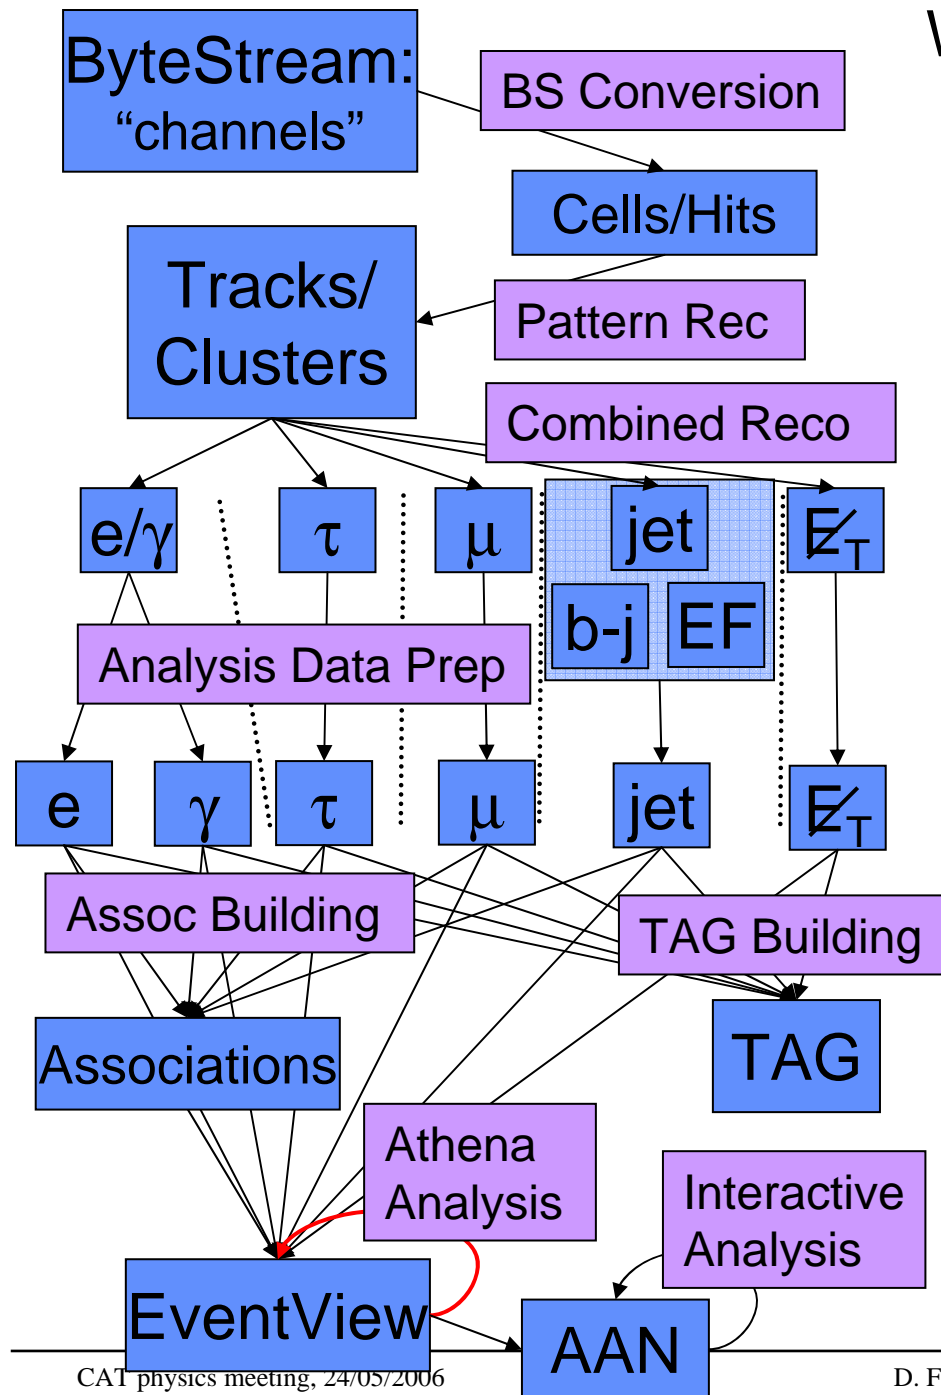 ByteStream:
“channels”
BS Conversion
Cells/Hits
Tracks/
Clusters
Pattern Rec
Combined Reco
e/γ
τ
μ
jet
E̸T
b-j
EF
Analysis Data Prep
e
γ
τ
μ
jet
E̸T
Assoc Building
TAG Building
Associations
TAG
Athena
Analysis
Interactive
Analysis
EventView
AAN
CAT physics meeting, 24/05/2006
D. F